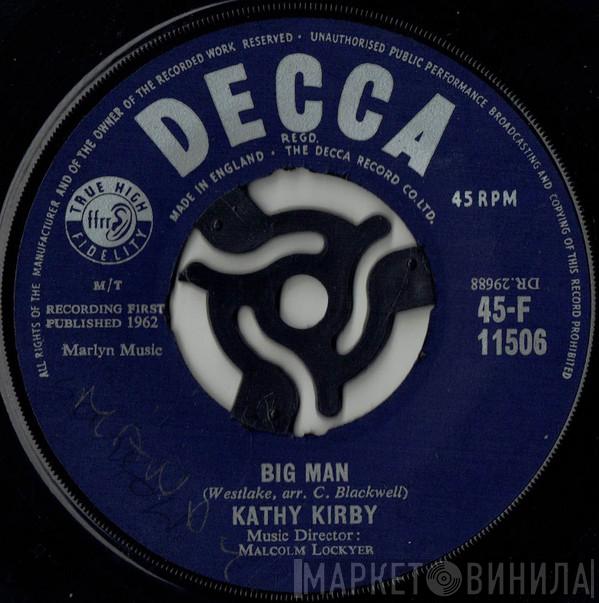 ALL RIGHTS OF THE MANUFACTURER AND OF THE OWNER OF THE RECORDED WORK RESERVED · UNAUTHORISED PUBLIC PERFORMANCE BROADCASTING AND COPYING OF THIS RECORD PROHIBITED
DECCA
REGD.
MADE IN ENGLAND · THE DECCA RECORD CO. LTD.
TRUE HIGH
ffrr
FIDELITY
45 RPM
M/T
RECORDING FIRST
PUBLISHED 1962
Marlyn Music
DR.29688
45-F
11506
BIG MAN
(Westlake, arr. C. Blackwell)
KATHY KIRBY
Music Director:
MALCOLM LOCKYER
МАРКЕТ ВИНИЛА